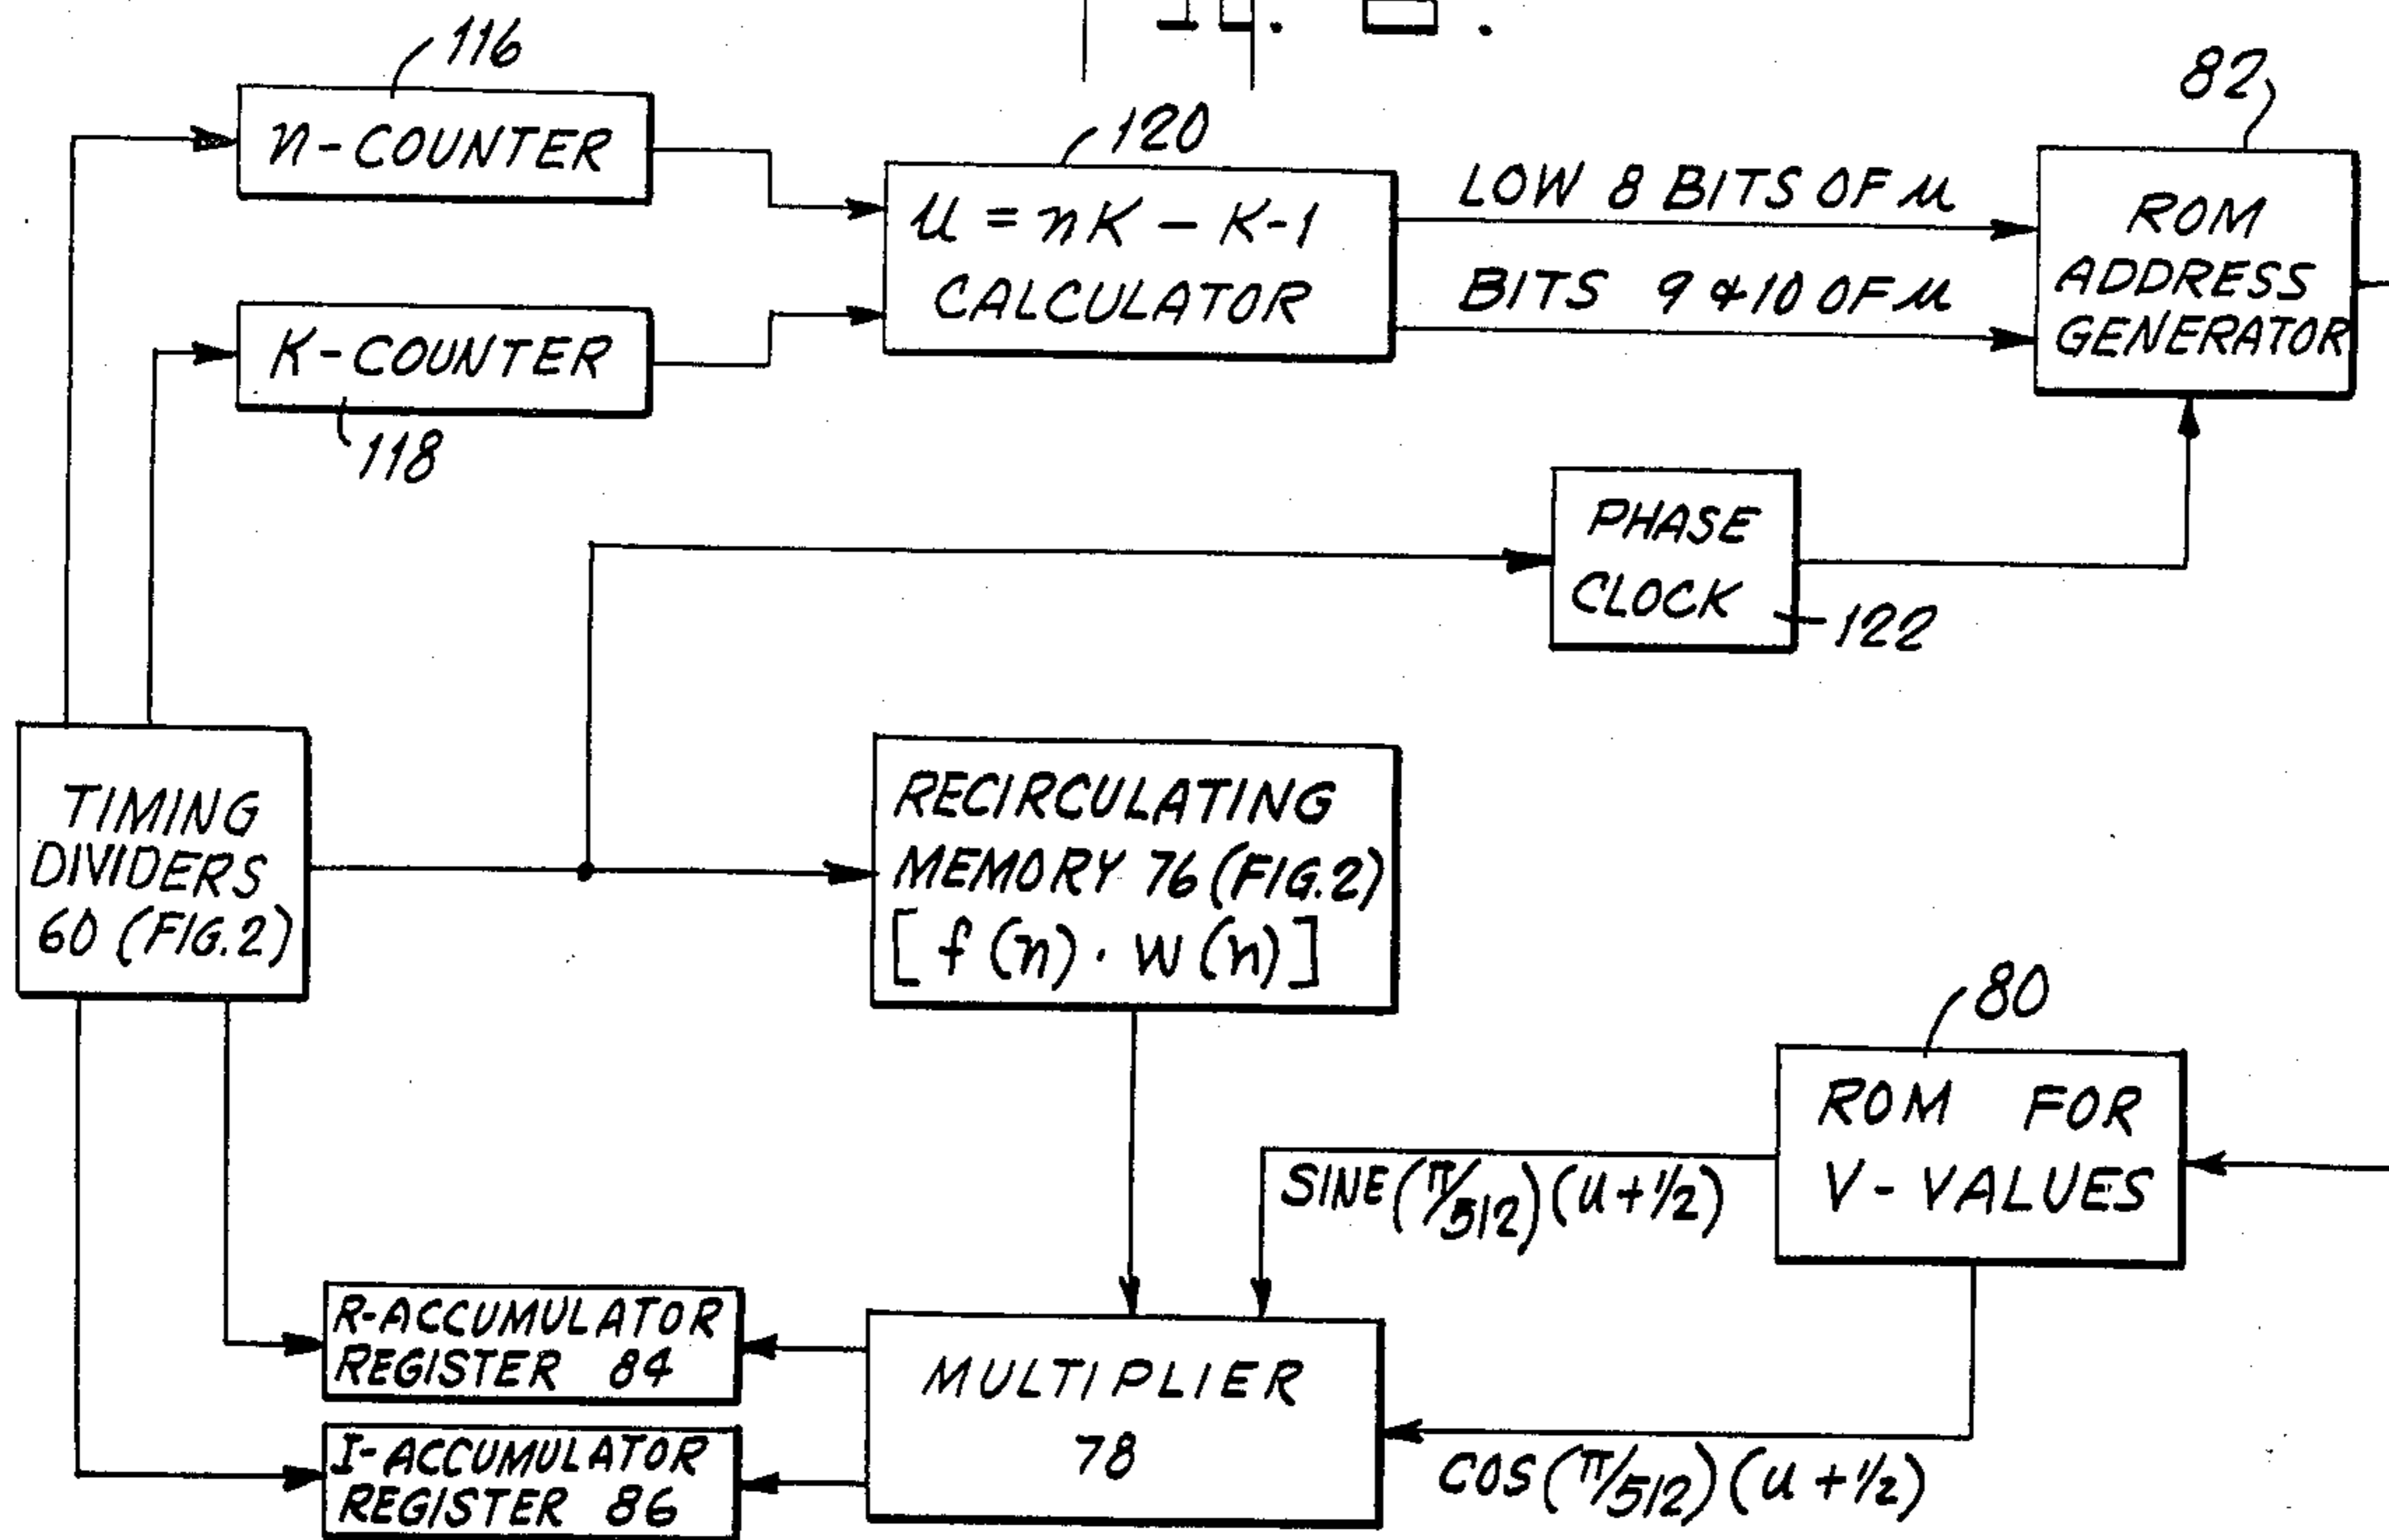 116
n-COUNTER
120
82
u = nK - K-1
CALCULATOR
LOW 8 BITS OF u
BITS 9 & 10 OF u
ROM
ADDRESS
GENERATOR
K-COUNTER
118
PHASE
CLOCK
122
TIMING
DIVIDERS
60 (FIG.2)
RECIRCULATING
MEMORY 76 (FIG.2)
[f(n) · W(n)]
80
ROM FOR
V-VALUES
SINE(π/512)(u+1/2)
R-ACCUMULATOR
REGISTER 84
MULTIPLIER
78
I-ACCUMULATOR
REGISTER 86
COS(π/512)(u+1/2)